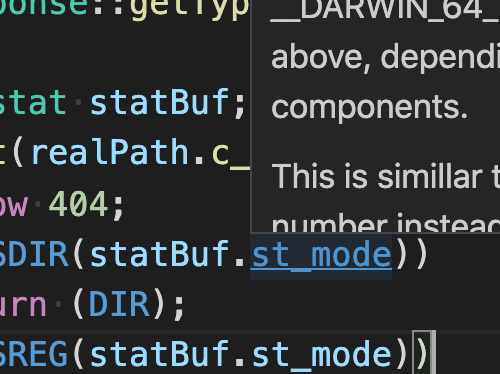 ponse::getTyp
__DARWIN_64_
above, dependi
components.
This is simillar t
number instead
stat statBuf;
t(realPath.c_
ow 404;
SDIR(statBuf.st_mode))
urn (DIR);
SREG(statBuf.st_mode))